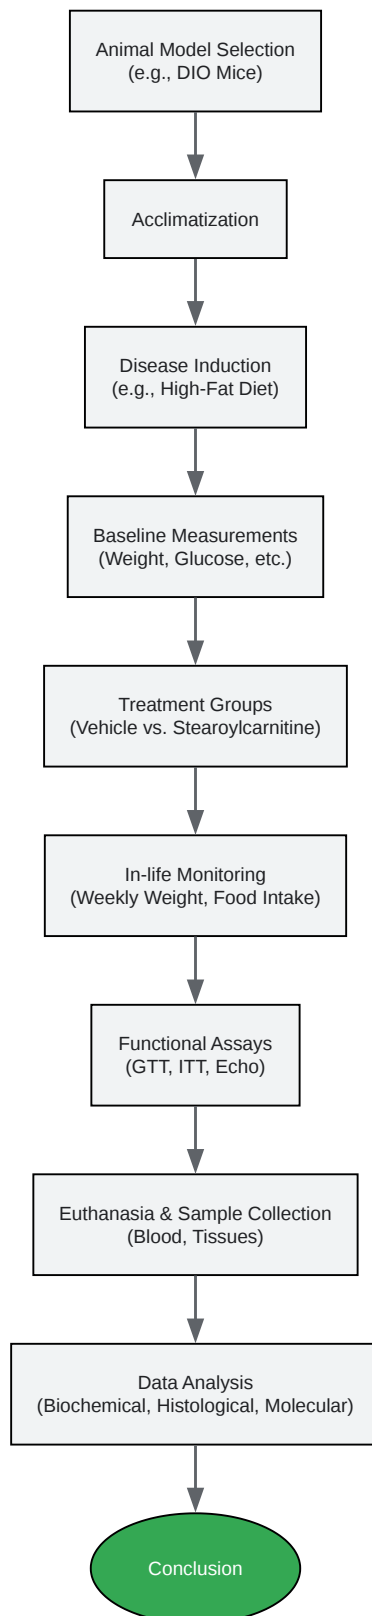 Animal Model Selection
(e.g., DIO Mice)
Acclimatization
Disease Induction
(e.g., High-Fat Diet)
Baseline Measurements
(Weight, Glucose, etc.)
Treatment Groups
(Vehicle vs. Stearoylcarnitine)
In-life Monitoring
(Weekly Weight, Food Intake)
Functional Assays
(GTT, ITT, Echo)
Euthanasia & Sample Collection
(Blood, Tissues)
Data Analysis
(Biochemical, Histological, Molecular)
Conclusion